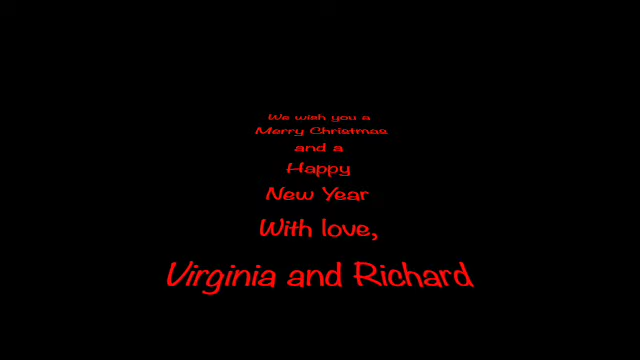 We wish you a
Merry Christmas
and a
Happy
New Year
With love,
Virginia and Richard